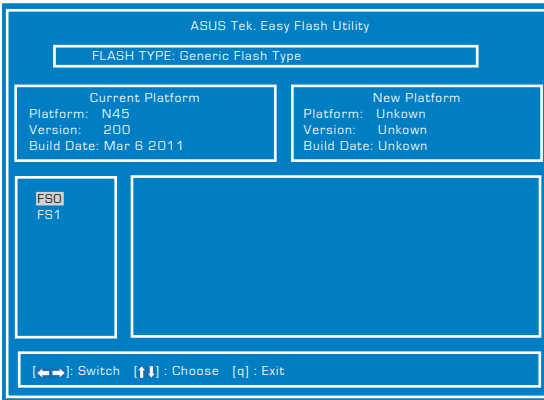 ASUS Tek. Easy Flash Utility
FLASH TYPE: Generic Flash Type
Current Platform
Platform: N45
Version: 200
Build Date: Mar 6 2011
New Platform
Platform: Unkown
Version: Unkown
Build Date: Unkown
FS0
FS1
[←→]: Switch [↑↓] : Choose [q] : Exit